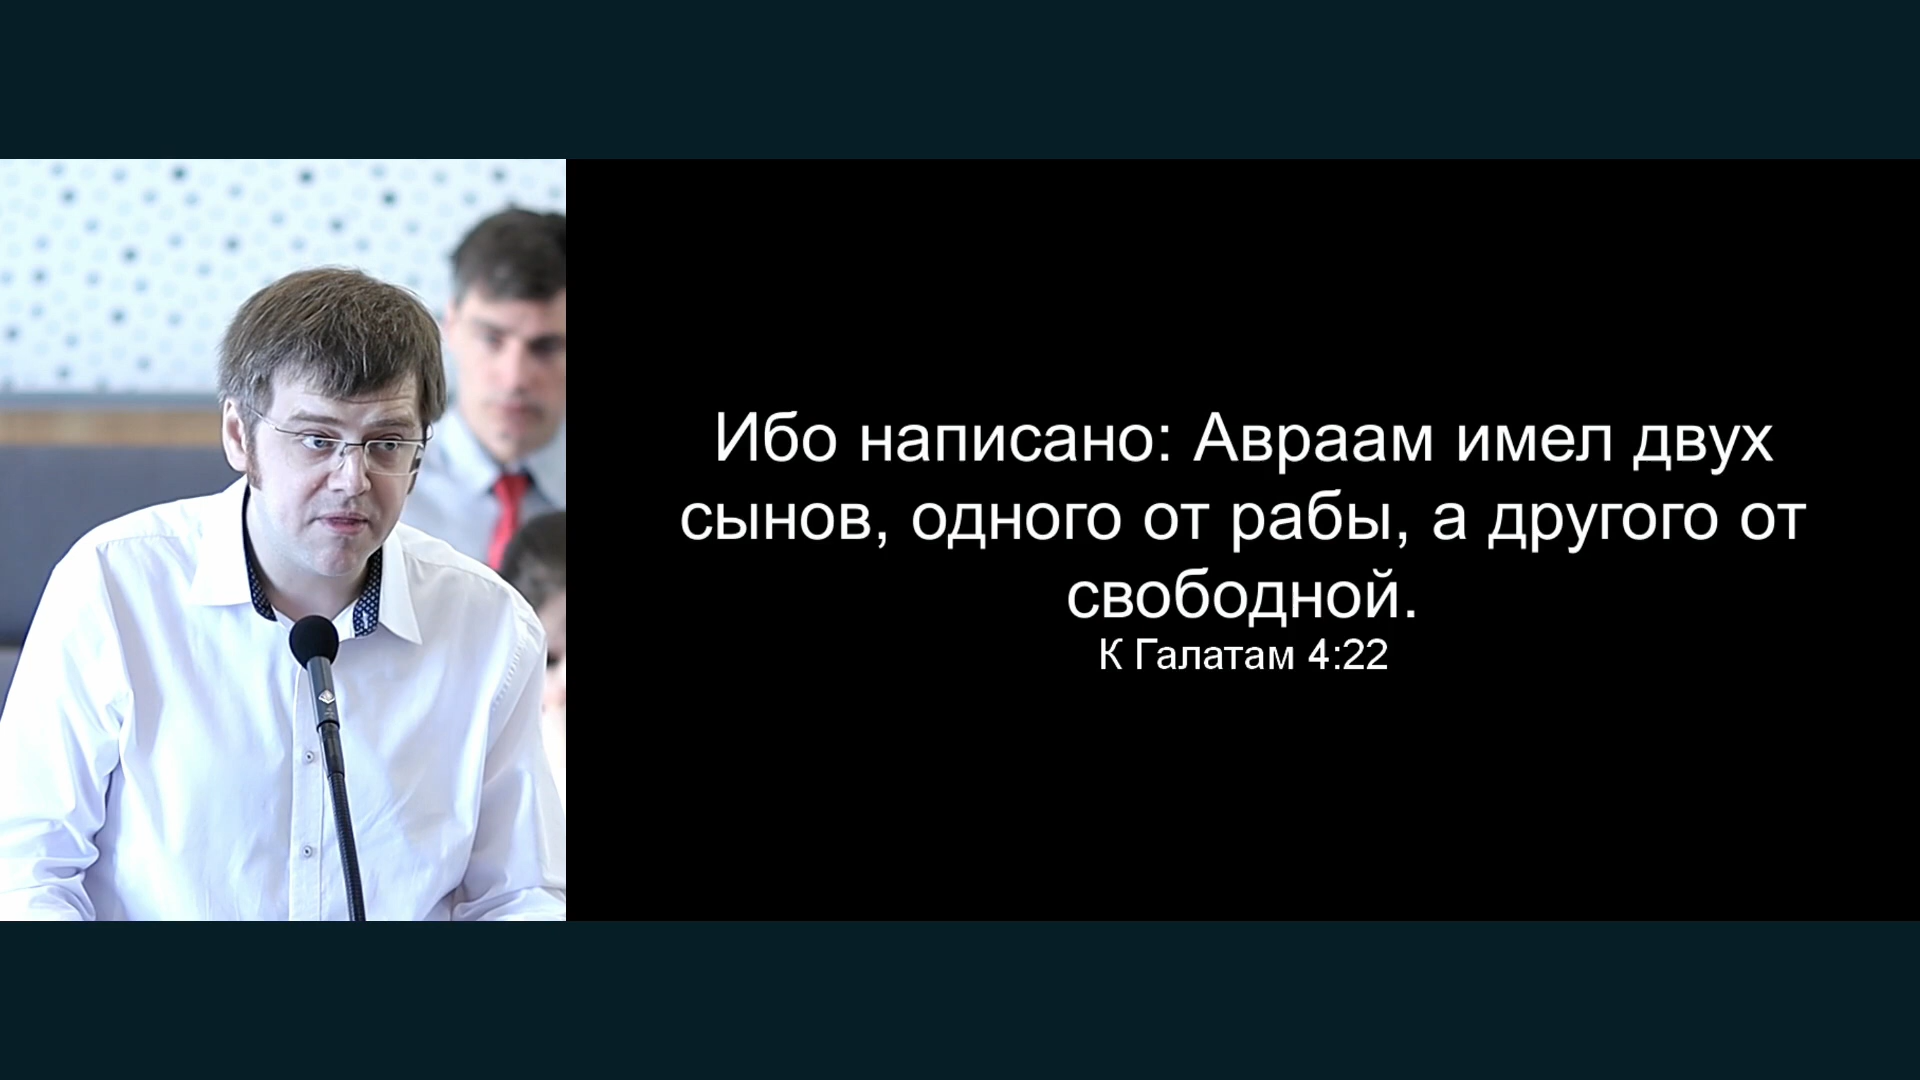 Ибо написано: Авраам имел двух
сынов, одного от рабы, а другого от
свободной.
К Галатам 4:22